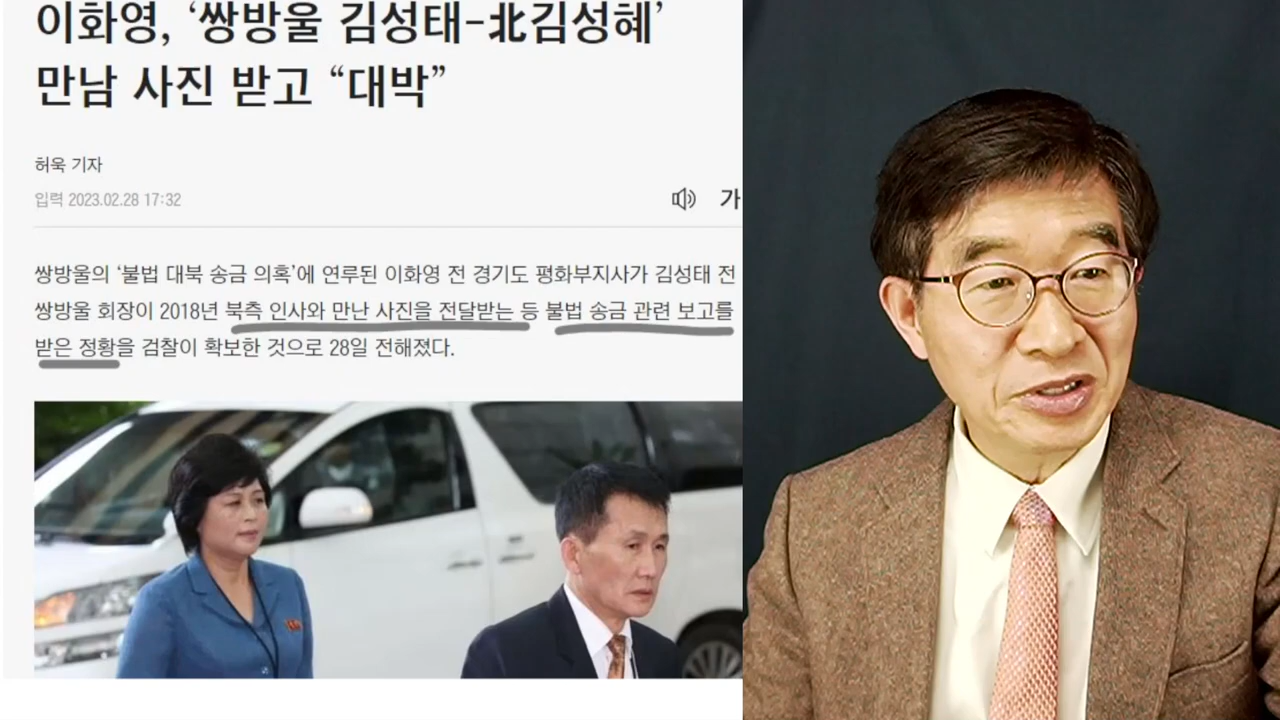 이화영, ‘쌍방울 김성태-北김성혜’
만남 사진 받고 “대박”
허욱 기자
입력 2023.02.28 17:32
가
쌍방울의 ‘불법 대북 송금 의혹’에 연루된 이화영 전 경기도 평화부지사가 김성태 전
쌍방울 회장이 2018년 북측 인사와 만난 사진을 전달받는 등 불법 송금 관련 보고를
받은 정황을 검찰이 확보한 것으로 28일 전해졌다.